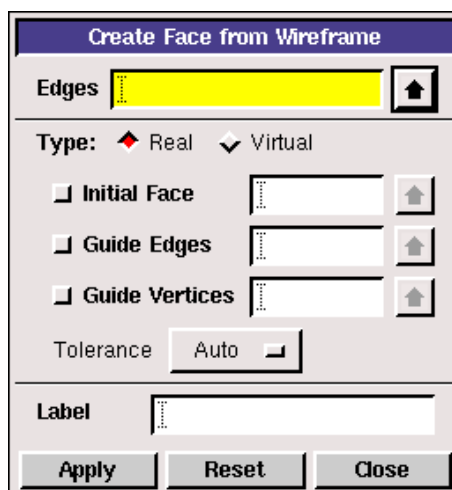 Create Face from Wireframe
Edges
Type: Real Virtual
Initial Face
Guide Edges
Guide Vertices
Tolerance Auto
Label
Apply Reset Close